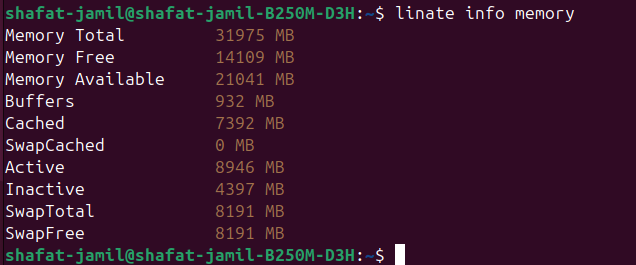 shafat-jamil@shafat-jamil-B250M-D3H:~$ linate info memory
Memory Total 31975 MB
Memory Free 14109 MB
Memory Available 21041 MB
Buffers 932 MB
Cached 7392 MB
SwapCached 0 MB
Active 8946 MB
Inactive 4397 MB
SwapTotal 8191 MB
SwapFree 8191 MB
shafat-jamil@shafat-jamil-B250M-D3H:~$